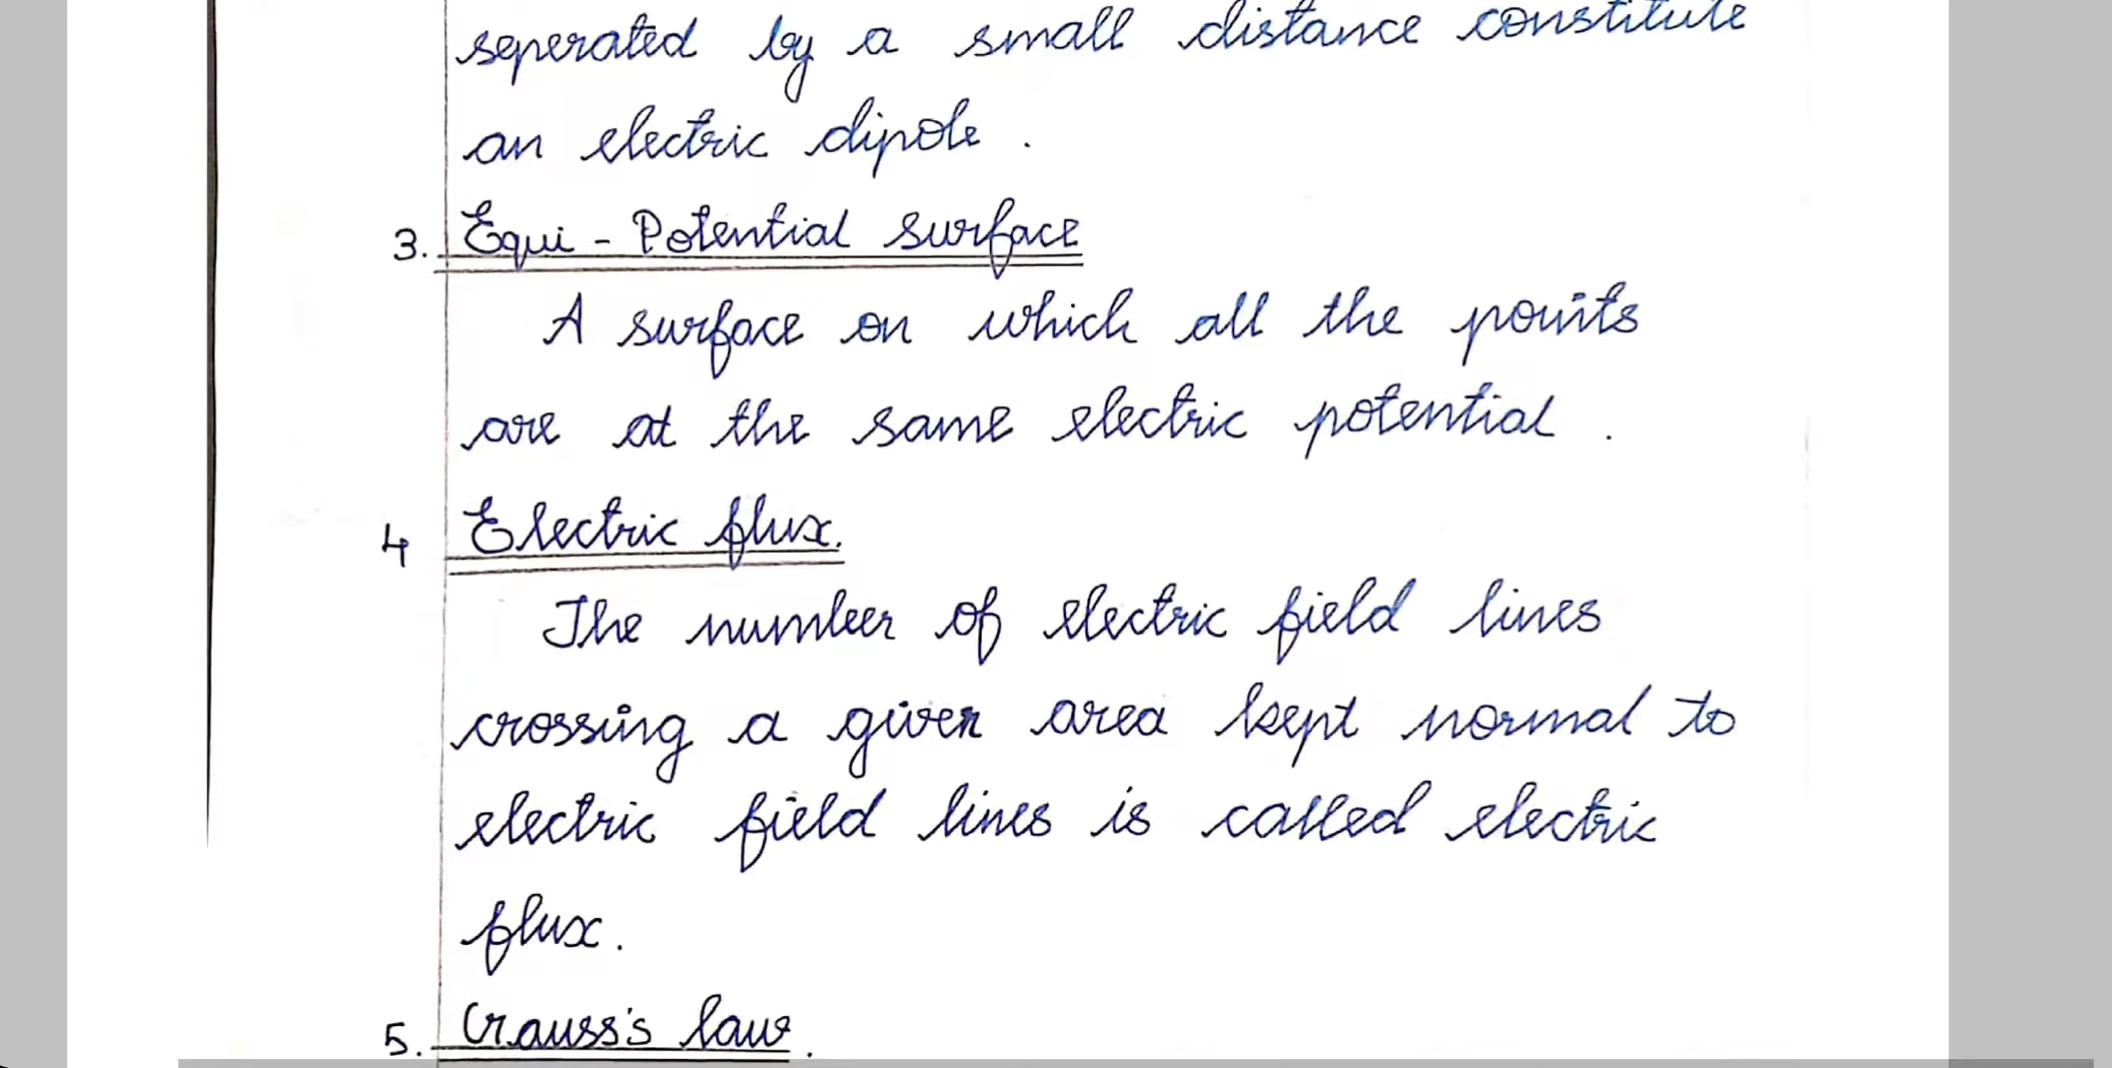 seperated by a small distance constitute
an electric dipole .
3. Equi - Potential surface
A surface on which all the points
are at the same electric potential .
4 Electric flux.
The number of electric field lines
crossing a given area kept normal to
electric field lines is called electric
flux.
5. Gauss's law .